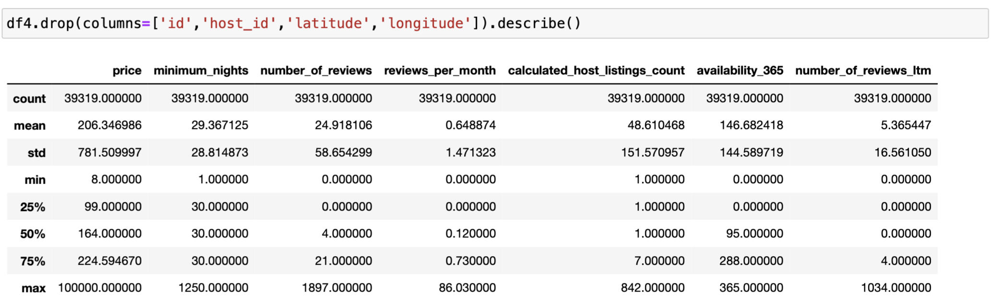 df4.drop(columns=['id','host_id','latitude','longitude']).describe()
price minimum_nights number_of_reviews reviews_per_month calculated_host_listings_count availability_365 number_of_reviews_ltm
count 39319.000000 39319.000000 39319.000000 39319.000000 39319.000000 39319.000000 39319.000000
mean 206.346986 29.367125 24.918106 0.648874 48.610468 146.682418 5.365447
std 781.509997 28.814873 58.654299 1.471323 151.570957 144.589719 16.561050
min 8.000000 1.000000 0.000000 0.000000 1.000000 0.000000 0.000000
25% 99.000000 30.000000 0.000000 0.000000 1.000000 0.000000 0.000000
50% 164.000000 30.000000 4.000000 0.120000 1.000000 95.000000 0.000000
75% 224.594670 30.000000 21.000000 0.730000 7.000000 288.000000 4.000000
max 100000.000000 1250.000000 1897.000000 86.030000 842.000000 365.000000 1034.000000